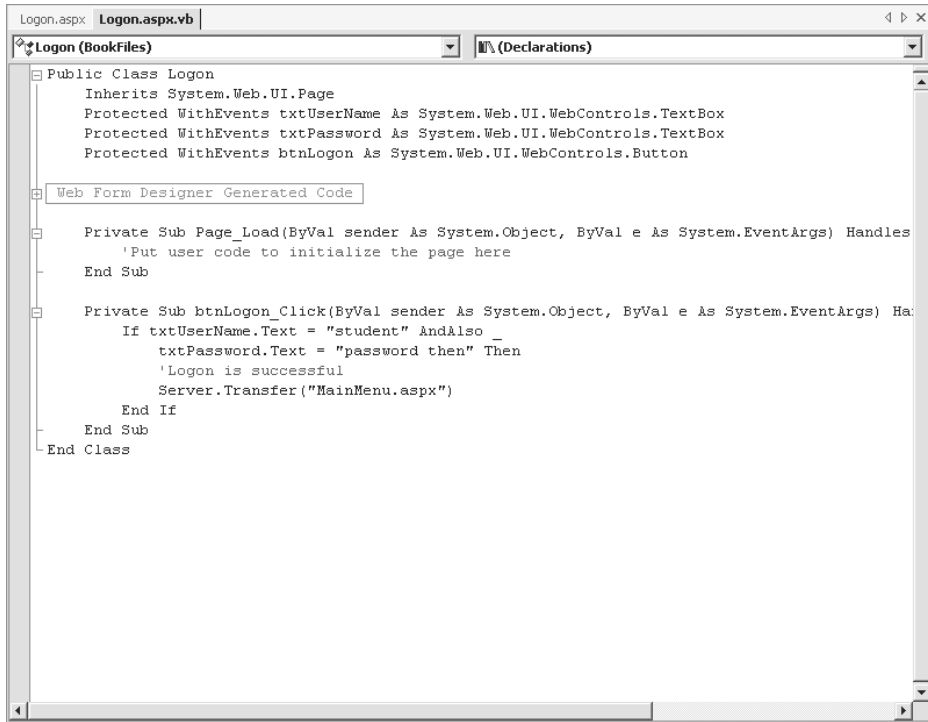 Logon.aspx Logon.aspx.vb
Logon (BookFiles) (Declarations)
Public Class Logon
Inherits System.Web.UI.Page
Protected WithEvents txtUserName As System.Web.UI.WebControls.TextBox
Protected WithEvents txtPassword As System.Web.UI.WebControls.TextBox
Protected WithEvents btnLogon As System.Web.UI.WebControls.Button
Web Form Designer Generated Code
Private Sub Page_Load(ByVal sender As System.Object, ByVal e As System.EventArgs) Handles
'Put user code to initialize the page here
End Sub
Private Sub btnLogon_Click(ByVal sender As System.Object, ByVal e As System.EventArgs) Ha
If txtUserName.Text = "student" AndAlso _
txtPassword.Text = "password then" Then
'Logon is successful
Server.Transfer("MainMenu.aspx")
End If
End Sub
End Class